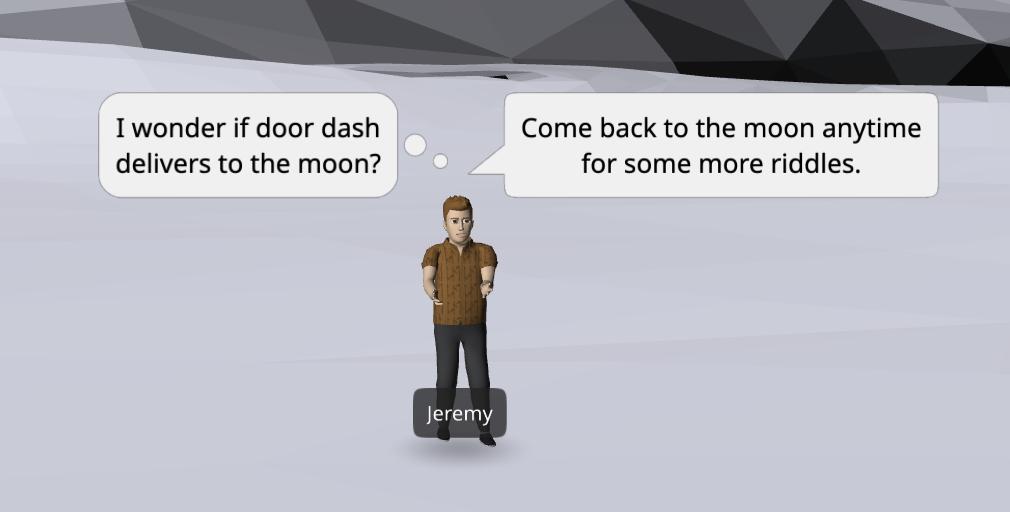 I wonder if door dash
delivers to the moon?
Come back to the moon anytime
for some more riddles.
Jeremy